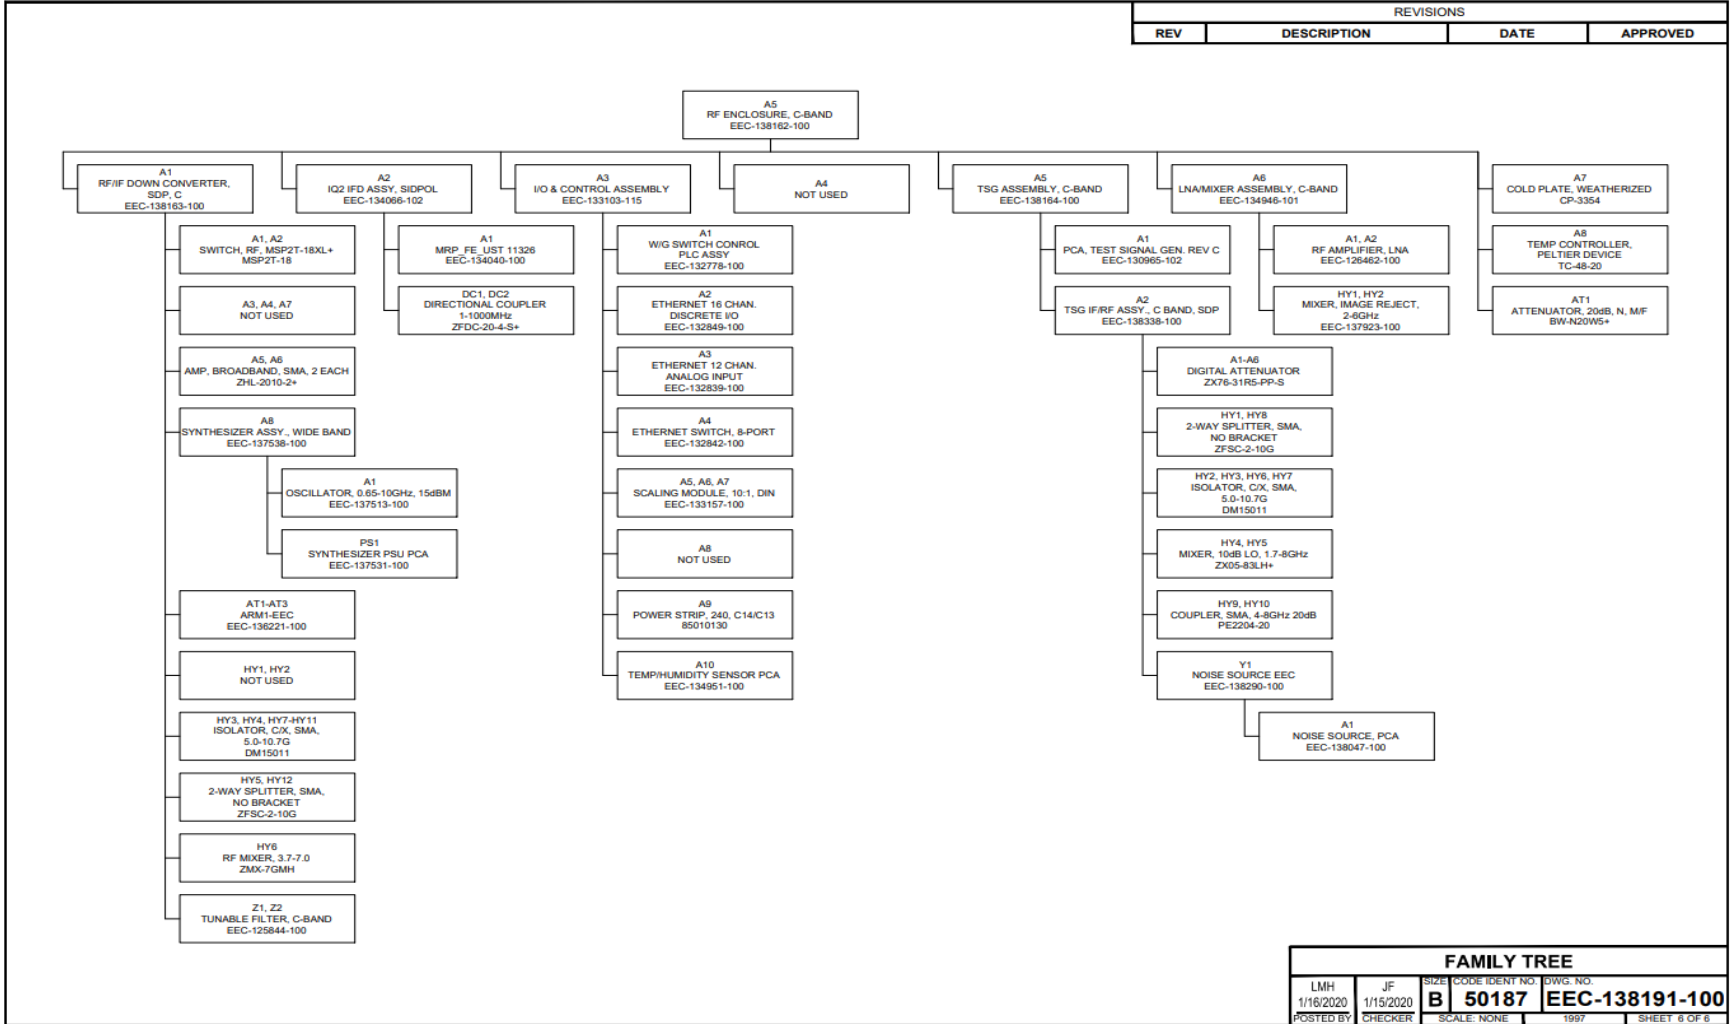 REVISIONS
REV DESCRIPTION DATE APPROVED
A5
RF ENCLOSURE, C-BAND
EEC-138162-100
A1
RF/IF DOWN CONVERTER,
SDP, C
EEC-138163-100
A1, A2
SWITCH, RF, MSP2T-18XL+
MSP2T-18
A3, A4, A7
NOT USED
A5, A6
AMP, BROADBAND, SMA, 2 EACH
ZHL-2010-2+
A8
SYNTHESIZER ASSY., WIDE BAND
EEC-137538-100
A1
OSCILLATOR, 0.65-10GHz, 15dBM
EEC-137513-100
PS1
SYNTHESIZER PSU PCA
EEC-137531-100
AT1-AT3
ARM1-EEC
EEC-136221-100
HY1, HY2
NOT USED
HY3, HY4, HY7-HY11
ISOLATOR, C/X, SMA,
5.0-10.7G
DM15011
HY5, HY12
2-WAY SPLITTER, SMA,
NO BRACKET
ZFSC-2-10G
HY6
RF MIXER, 3.7-7.0
ZMX-7GMH
Z1, Z2
TUNABLE FILTER, C-BAND
EEC-125844-100
A2
IQ2 IFD ASSY, SIDPOL
EEC-134066-102
A1
MRP_FE_UST 11326
EEC-134040-100
DC1, DC2
DIRECTIONAL COUPLER
1-1000MHz
ZFDC-20-4-S+
A3
I/O & CONTROL ASSEMBLY
EEC-133103-115
A1
W/G SWITCH CONROL
PLC ASSY
EEC-132778-100
A2
ETHERNET 16 CHAN.
DISCRETE I/O
EEC-132849-100
A3
ETHERNET 12 CHAN.
ANALOG INPUT
EEC-132839-100
A4
ETHERNET SWITCH, 8-PORT
EEC-132842-100
A5, A6, A7
SCALING MODULE, 10:1, DIN
EEC-133157-100
A8
NOT USED
A9
POWER STRIP, 240, C14/C13
85010130
A10
TEMP/HUMIDITY SENSOR PCA
EEC-134951-100
A4
NOT USED
A5
TSG ASSEMBLY, C-BAND
EEC-138164-100
A1
PCA, TEST SIGNAL GEN. REV C
EEC-130965-102
A2
TSG IF/RF ASSY., C BAND, SDP
EEC-138338-100
A1-A6
DIGITAL ATTENUATOR
ZX76-31R5-PP-S
HY1, HY8
2-WAY SPLITTER, SMA,
NO BRACKET
ZFSC-2-10G
HY2, HY3, HY6, HY7
ISOLATOR, C/X, SMA,
5.0-10.7G
DM15011
HY4, HY5
MIXER, 10dB LO, 1.7-8GHz
ZX05-83LH+
HY9, HY10
COUPLER, SMA, 4-8GHz 20dB
PE2204-20
Y1
NOISE SOURCE EEC
EEC-138290-100
A1
NOISE SOURCE, PCA
EEC-138047-100
A6
LNA/MIXER ASSEMBLY, C-BAND
EEC-134946-101
A1, A2
RF AMPLIFIER, LNA
EEC-126462-100
HY1, HY2
MIXER, IMAGE REJECT,
2-6GHz
EEC-137923-100
A7
COLD PLATE, WEATHERIZED
CP-3354
A8
TEMP CONTROLLER,
PELTIER DEVICE
TC-48-20
AT1
ATTENUATOR, 20dB, N, M/F
BW-N20W5+
FAMILY TREE
LMH
1/16/2020
POSTED BY
JF
1/15/2020
CHECKER
SIZE CODE IDENT NO. DWG. NO.
B 50187 EEC-138191-100
SCALE: NONE 1997 SHEET 6 OF 6